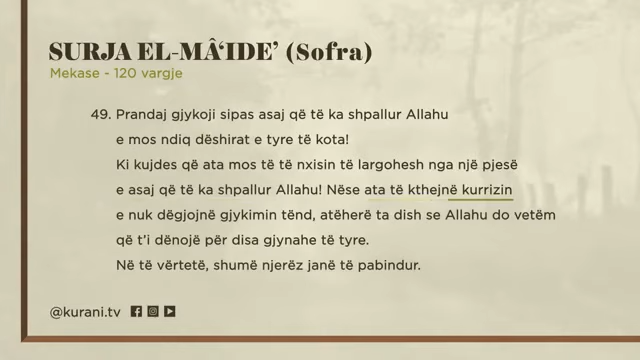 SURJA EL-MÂ‘IDE’ (Sofra)
Mekase - 120 vargje
49. Prandaj gjykoji sipas asaj që të ka shpallur Allahu
e mos ndiq dëshirat e tyre të kota!
Ki kujdes që ata mos të të nxisin të largohesh nga një pjesë
e asaj që të ka shpallur Allahu! Nëse ata të kthejnë kurrizin
e nuk dëgjojnë gjykimin tënd, atëherë ta dish se Allahu do vetëm
që t’i dënojë për disa gjynahe të tyre.
Në të vërtetë, shumë njerëz janë të pabindur.
@kurani.tv